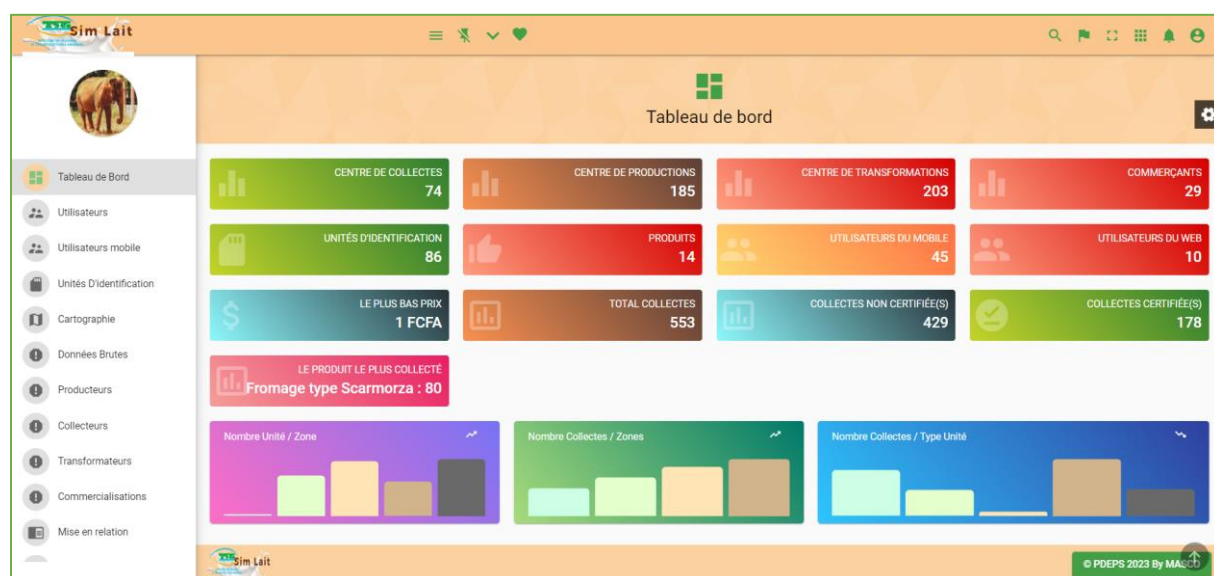 Sim Lait
Tableau de bord
Tableau de Bord
Utilisateurs
Utilisateurs mobile
Unités D'identification
Cartographie
Données Brutes
Producteurs
Collecteurs
Transformateurs
Commercialisations
Mise en relation
CENTRE DE COLLECTES
74
CENTRE DE PRODUCTIONS
185
CENTRE DE TRANSFORMATIONS
203
COMMERÇANTS
29
UNITÉS D'IDENTIFICATION
86
PRODUITS
14
UTILISATEURS DU MOBILE
45
UTILISATEURS DU WEB
10
LE PLUS BAS PRIX
1 FCFA
TOTAL COLLECTES
553
COLLECTES NON CERTIFIÉE(S)
429
COLLECTES CERTIFIÉE(S)
178
LE PRODUIT LE PLUS COLLECTÉ
Fromage type Scarmorza : 80
Nombre Unité / Zone
Nombre Collectes / Zones
Nombre Collectes / Type Unité
Sim Lait
© PDEPS 2023 By